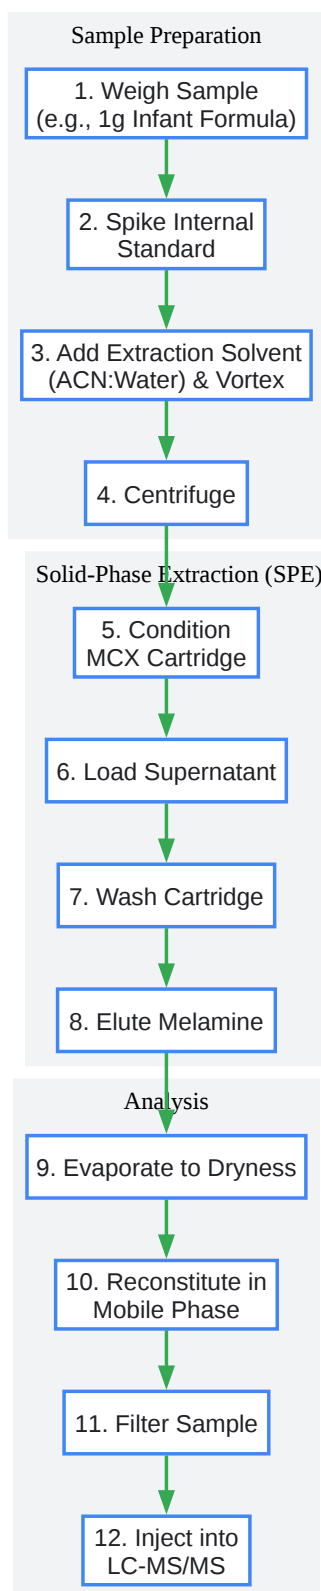 Sample Preparation
1. Weigh Sample
(e.g., 1g Infant Formula)
2. Spike Internal
Standard
3. Add Extraction Solvent
(ACN:Water) & Vortex
4. Centrifuge
Solid-Phase Extraction (SPE)
5. Condition
MCX Cartridge
6. Load Supernatant
7. Wash Cartridge
8. Elute Melamine
Analysis
9. Evaporate to Dryness
10. Reconstitute in
Mobile Phase
11. Filter Sample
12. Inject into
LC-MS/MS